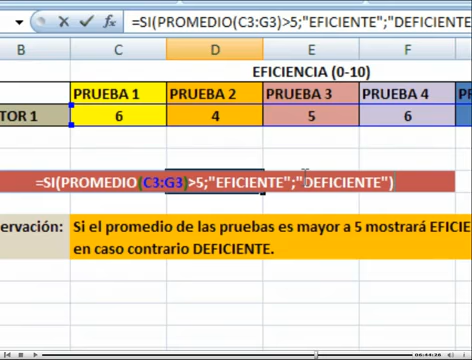 =SI(PROMEDIO(C3:G3)>5;"EFICIENTE";"DEFICIENTE
B C D E F
EFICIENCIA (0-10)
PRUEBA 1 PRUEBA 2 PRUEBA 3 PRUEBA 4 P
TOR 1 6 4 5 6
=SI(PROMEDIO(C3:G3)>5;"EFICIENTE";"DEFICIENTE")
ervación: Si el promedio de las pruebas es mayor a 5 mostrará EFICIE
en caso contrario DEFICIENTE.